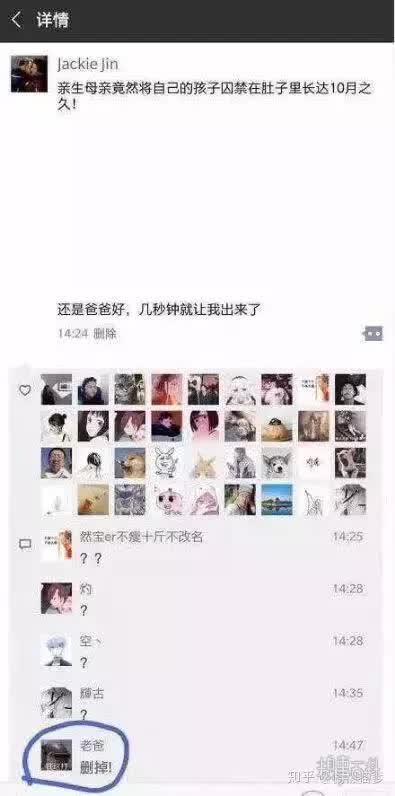 详情
Jackie Jin
亲生母亲竟然将自己的孩子囚禁在肚子里长达10月之
久！
还是爸爸好，几秒钟就让我出来了
14:24 删除
然宝er不瘦十斤不改名 14:25
？？
灼 14:28
？
空丶 14:28
？
14:35
？
老爸 14:47
删掉!
知乎